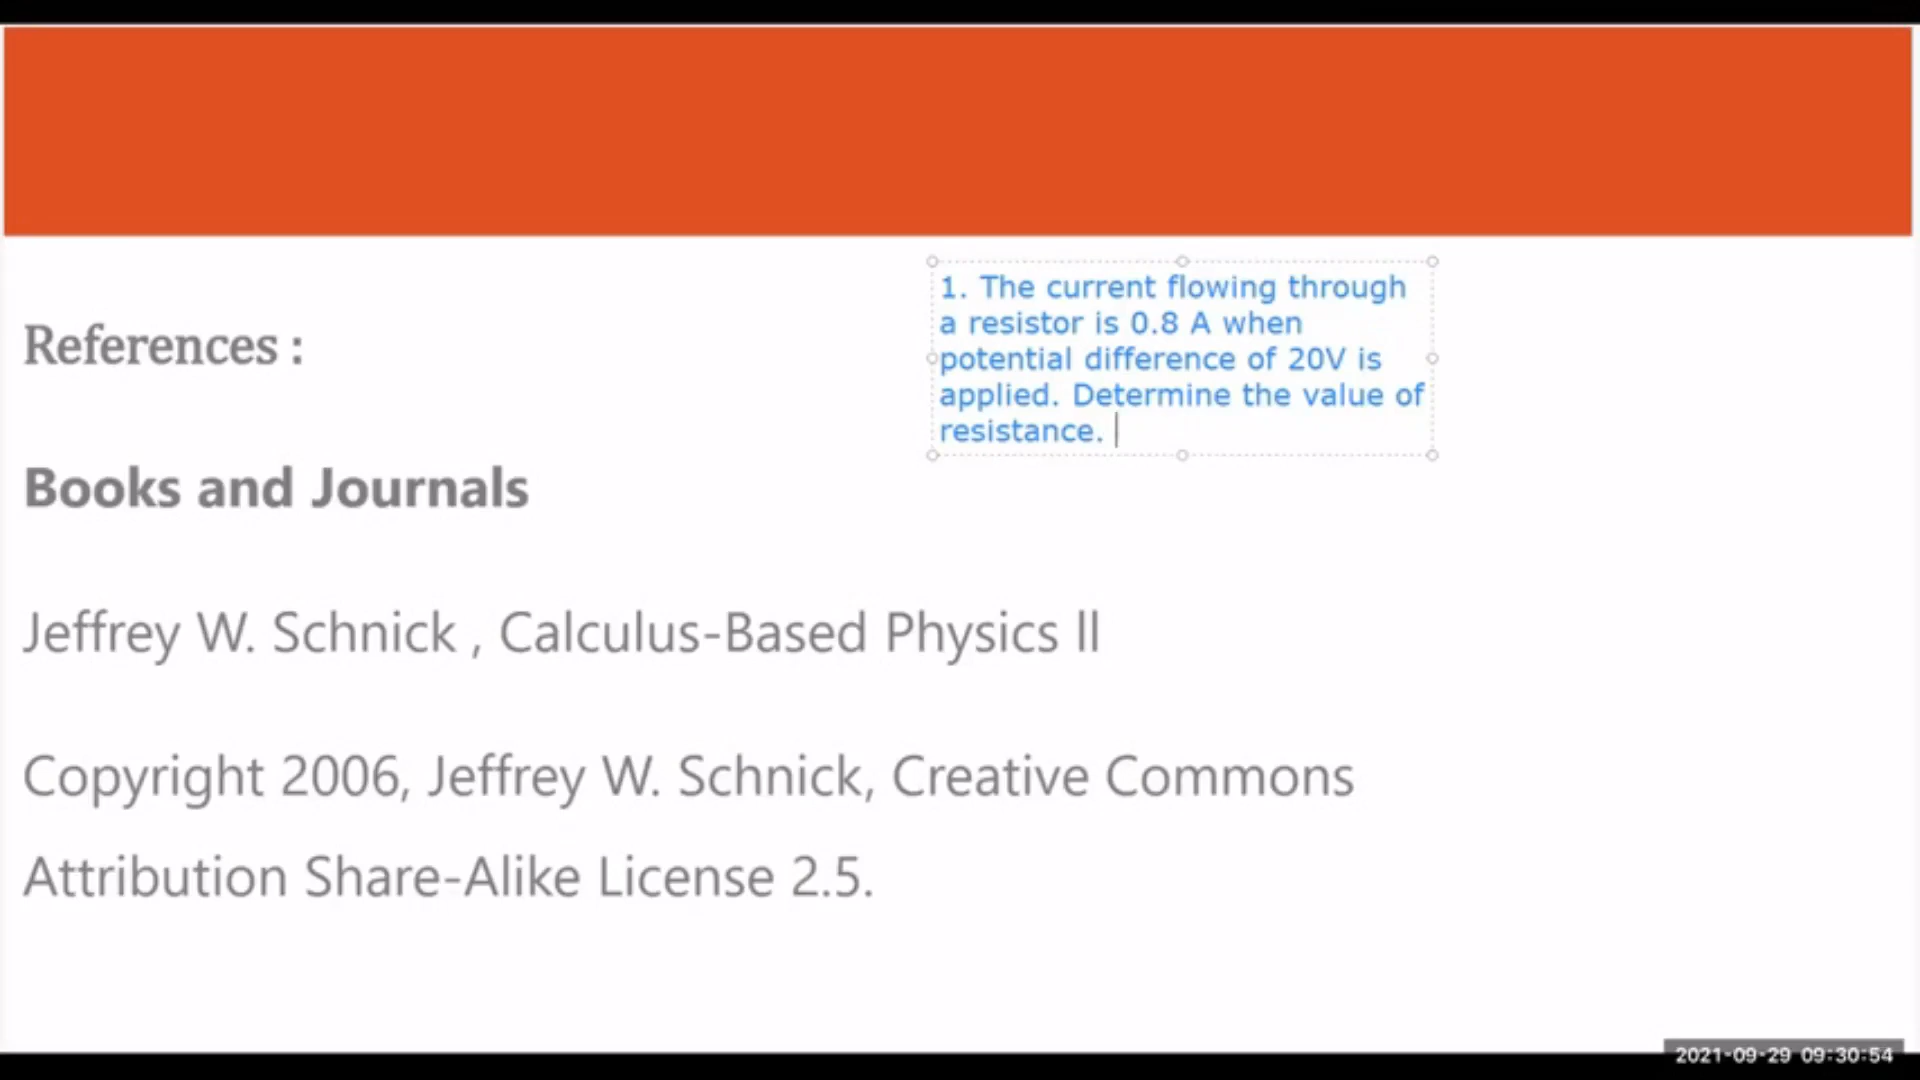 1. The current flowing through
a resistor is 0.8 A when
potential difference of 20V is
applied. Determine the value of
resistance.
References :
Books and Journals
Jeffrey W. Schnick , Calculus-Based Physics ll
Copyright 2006, Jeffrey W. Schnick, Creative Commons
Attribution Share-Alike License 2.5.
2021-09-29 09:30:54